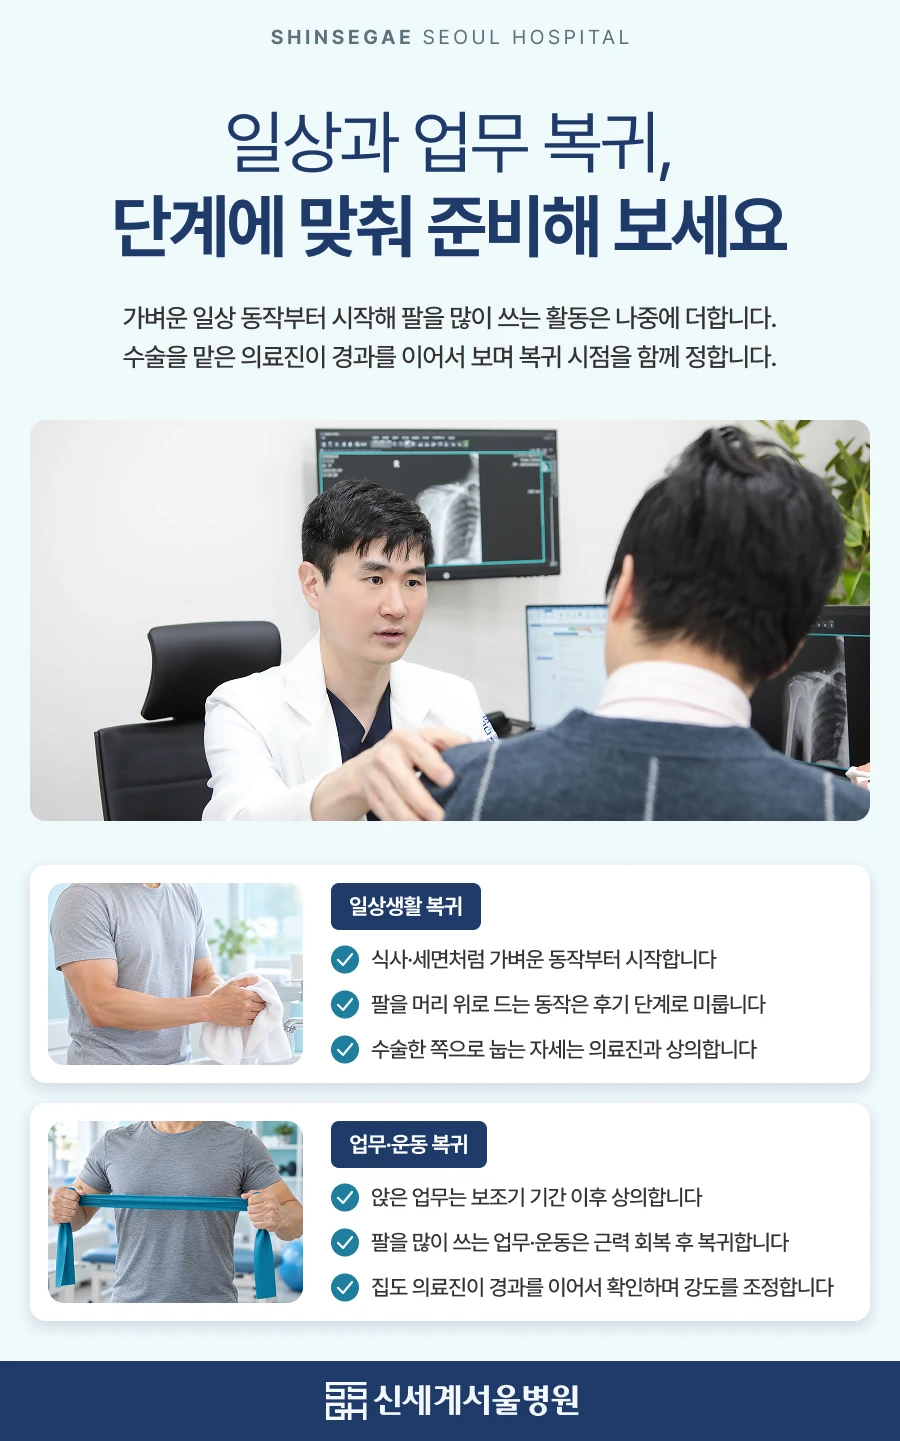 SHINSEGAE SEOUL HOSPITAL
일상과 업무 복귀,
단계에 맞춰 준비해 보세요
가벼운 일상 동작부터 시작해 팔을 많이 쓰는 활동은 나중에 더합니다.
수술을 맡은 의료진이 경과를 이어서 보며 복귀 시점을 함께 정합니다.
R
일상생활 복귀
식사·세면처럼 가벼운 동작부터 시작합니다
팔을 머리 위로 드는 동작은 후기 단계로 미룹니다
수술한 쪽으로 눕는 자세는 의료진과 상의합니다
업무·운동 복귀
앉은 업무는 보조기 기간 이후 상의합니다
팔을 많이 쓰는 업무·운동은 근력 회복 후 복귀합니다
집도 의료진이 경과를 이어서 확인하며 강도를 조정합니다
신세계서울병원